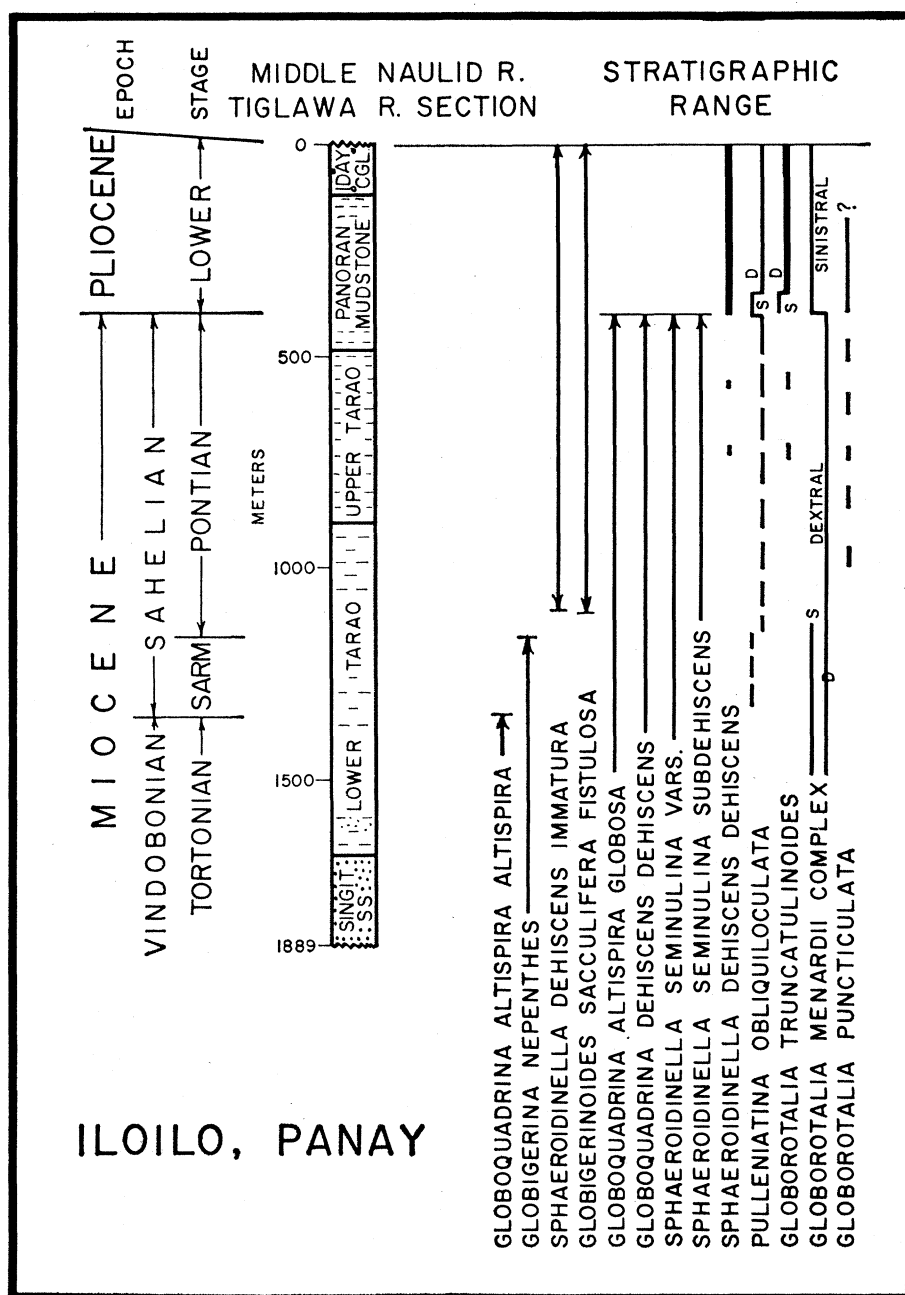 EPOCH
STAGE
MIDDLE NAULID R.
TIGLAWA R. SECTION
STRATIGRAPHIC
RANGE
PLIOCENE
LOWER
MIOCENE
SAHELIAN
VINDOBONIAN
PONTIAN
SARM
TORTONIAN
METERS
0
500
1000
1500
1889
IDAY
CGL
PANORAN
MUDSTONE
UPPER TARAO
LOWER TARAO
SINGIT
SS
D
S
D
S
SINISTRAL
?
DEXTRAL
S
D
GLOBOQUADRINA ALTISPIRA ALTISPIRA
GLOBIGERINA NEPENTHES
SPHAEROIDINELLA DEHISCENS IMMATURA
GLOBIGERINOIDES SACCULIFERA FISTULOSA
GLOBOQUADRINA ALTISPIRA GLOBOSA
GLOBOQUADRINA DEHISCENS DEHISCENS
SPHAEROIDINELLA SEMINULINA VARS.
SPHAEROIDINELLA SEMINULINA SUBDEHISCENS
SPHAEROIDINELLA DEHISCENS DEHISCENS
PULLENIATINA OBLIQUILOCULATA
GLOBOROTALIA TRUNCATULINOIDES
GLOBOROTALIA MENARDII COMPLEX
GLOBOROTALIA PUNCTICULATA
ILOILO, PANAY